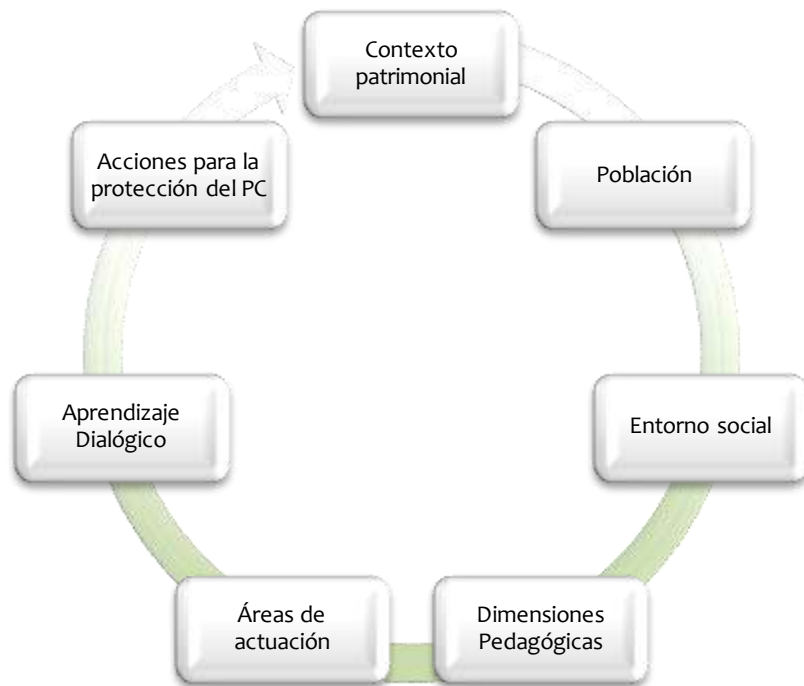 Contexto
patrimonial
Población
Entorno social
Dimensiones
Pedagógicas
Áreas de
actuación
Aprendizaje
Dialógico
Acciones para la
protección del PC